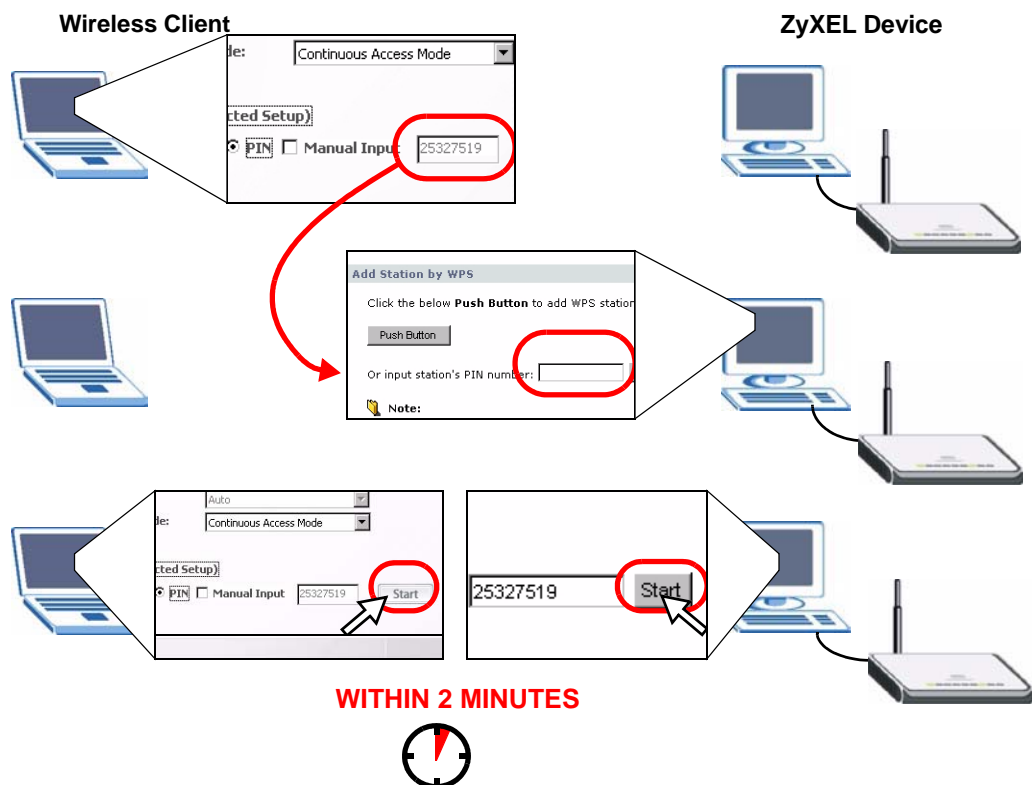 Wireless Client
ZyXEL Device
de:
Continuous Access Mode
cted Setup)
PIN
Manual Input
25327519
Add Station by WPS
Click the below Push Button to add WPS station
Push Button
Or input station's PIN number:
Note:
Auto
de:
Continuous Access Mode
cted Setup)
PIN
Manual Input
25327519
Start
25327519
Start
WITHIN 2 MINUTES